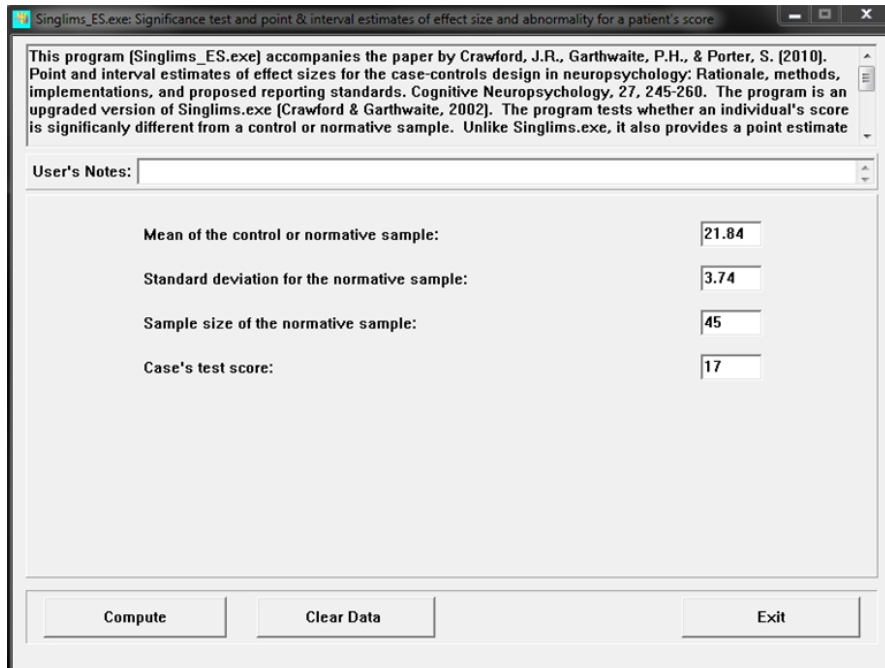 Singlims_ES.exe: Significance test and point & interval estimates of effect size and abnormality for a patient's score
This program (Singlims_ES.exe) accompanies the paper by Crawford, J.R., Garthwaite, P.H., & Porter, S. (2010).
Point and interval estimates of effect sizes for the case-controls design in neuropsychology: Rationale, methods,
implementations, and proposed reporting standards. Cognitive Neuropsychology, 27, 245-260.  The program is an
upgraded version of Singlims.exe (Crawford & Garthwaite, 2002).  The program tests whether an individual's score
is significanly different from a control or normative sample.  Unlike Singlims.exe, it also provides a point estimate
User's Notes:
Mean of the control or normative sample: 21.84
Standard deviation for the normative sample: 3.74
Sample size of the normative sample: 45
Case's test score: 17
Compute Clear Data Exit